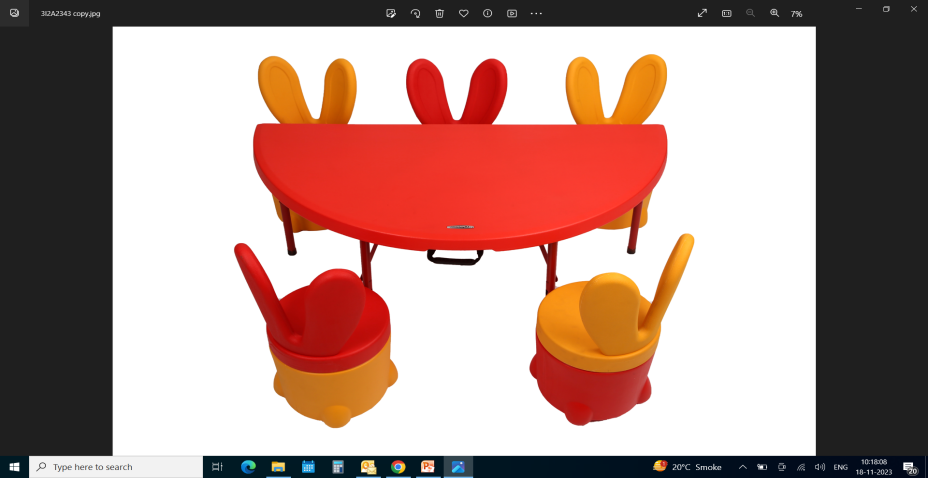 3I2A2343 copy.jpg
7%
Type here to search
20°C Smoke
ENG
10:18:08
18-11-2023
20